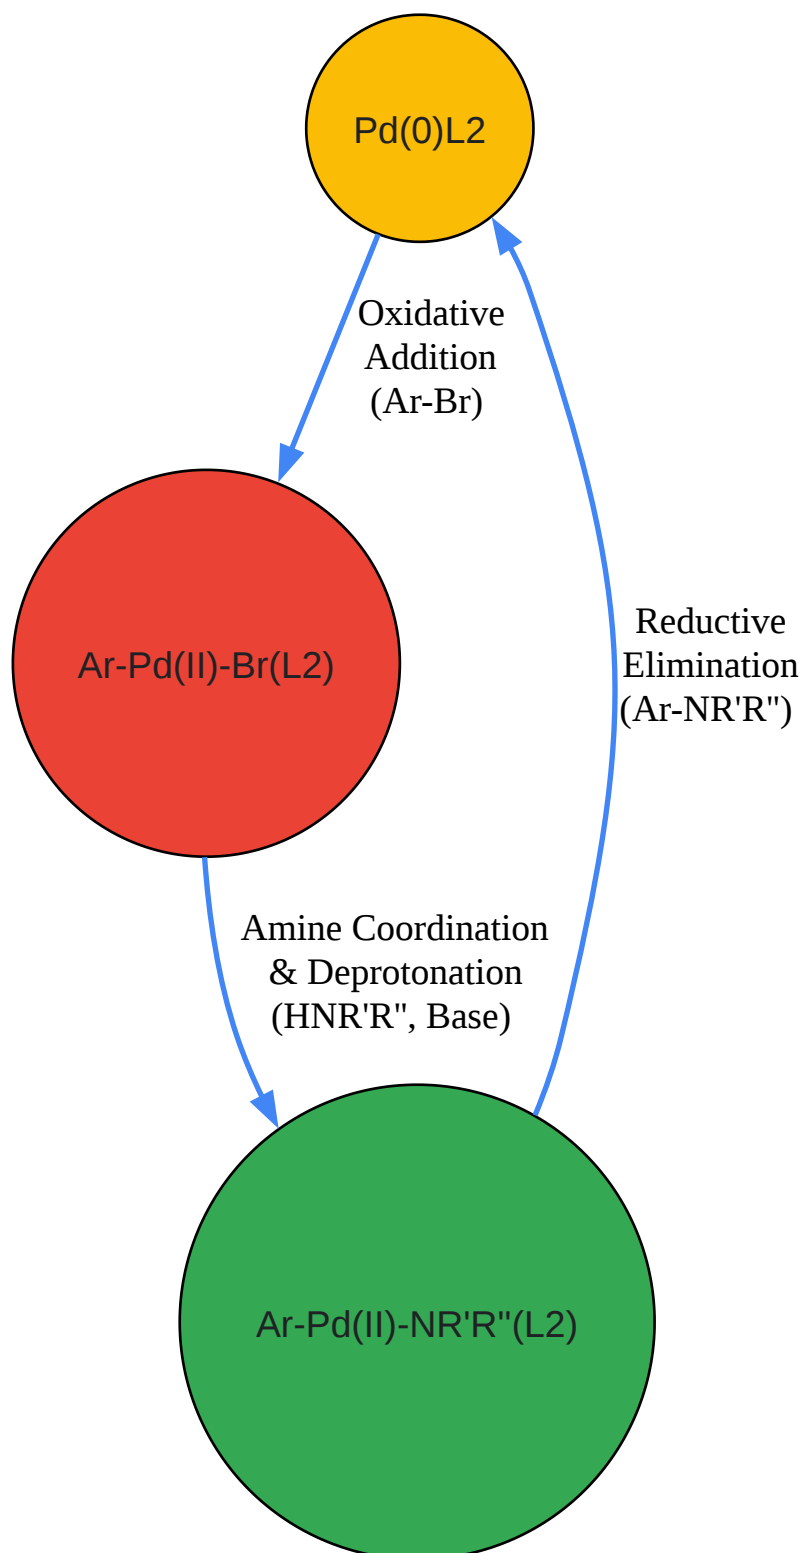 Pd(0)L2
Oxidative
Addition
(Ar-Br)
Ar-Pd(II)-Br(L2)
Reductive
Elimination
(Ar-NR'R")
Amine Coordination
& Deprotonation
(HNR'R", Base)
Ar-Pd(II)-NR'R"(L2)